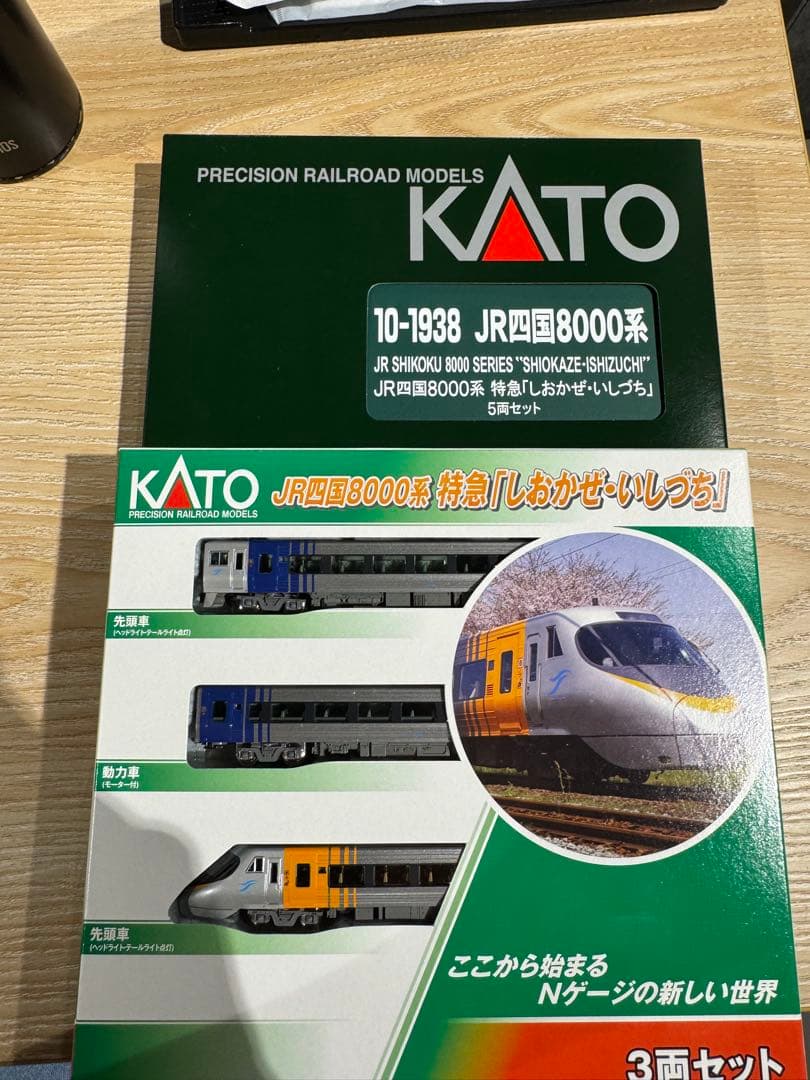 PRECISION RAILROAD MODELS
KATO
10-1938 JR四国8000系
JR SHIKOKU 8000 SERIES "SHIOKAZE・ISHIZUCHI"
JR四国8000系 特急「しおかぜ・いしづち」
5両セット
KATO
PRECISION RAILROAD MODELS
JR四国8000系 特急「しおかぜ・いしづち」
先頭車
(ヘッドライト・テールライト点灯)
動力車
(モーター付)
先頭車
(ヘッドライト・テールライト点灯)
ここから始まる
Nゲージの新しい世界
3両セット